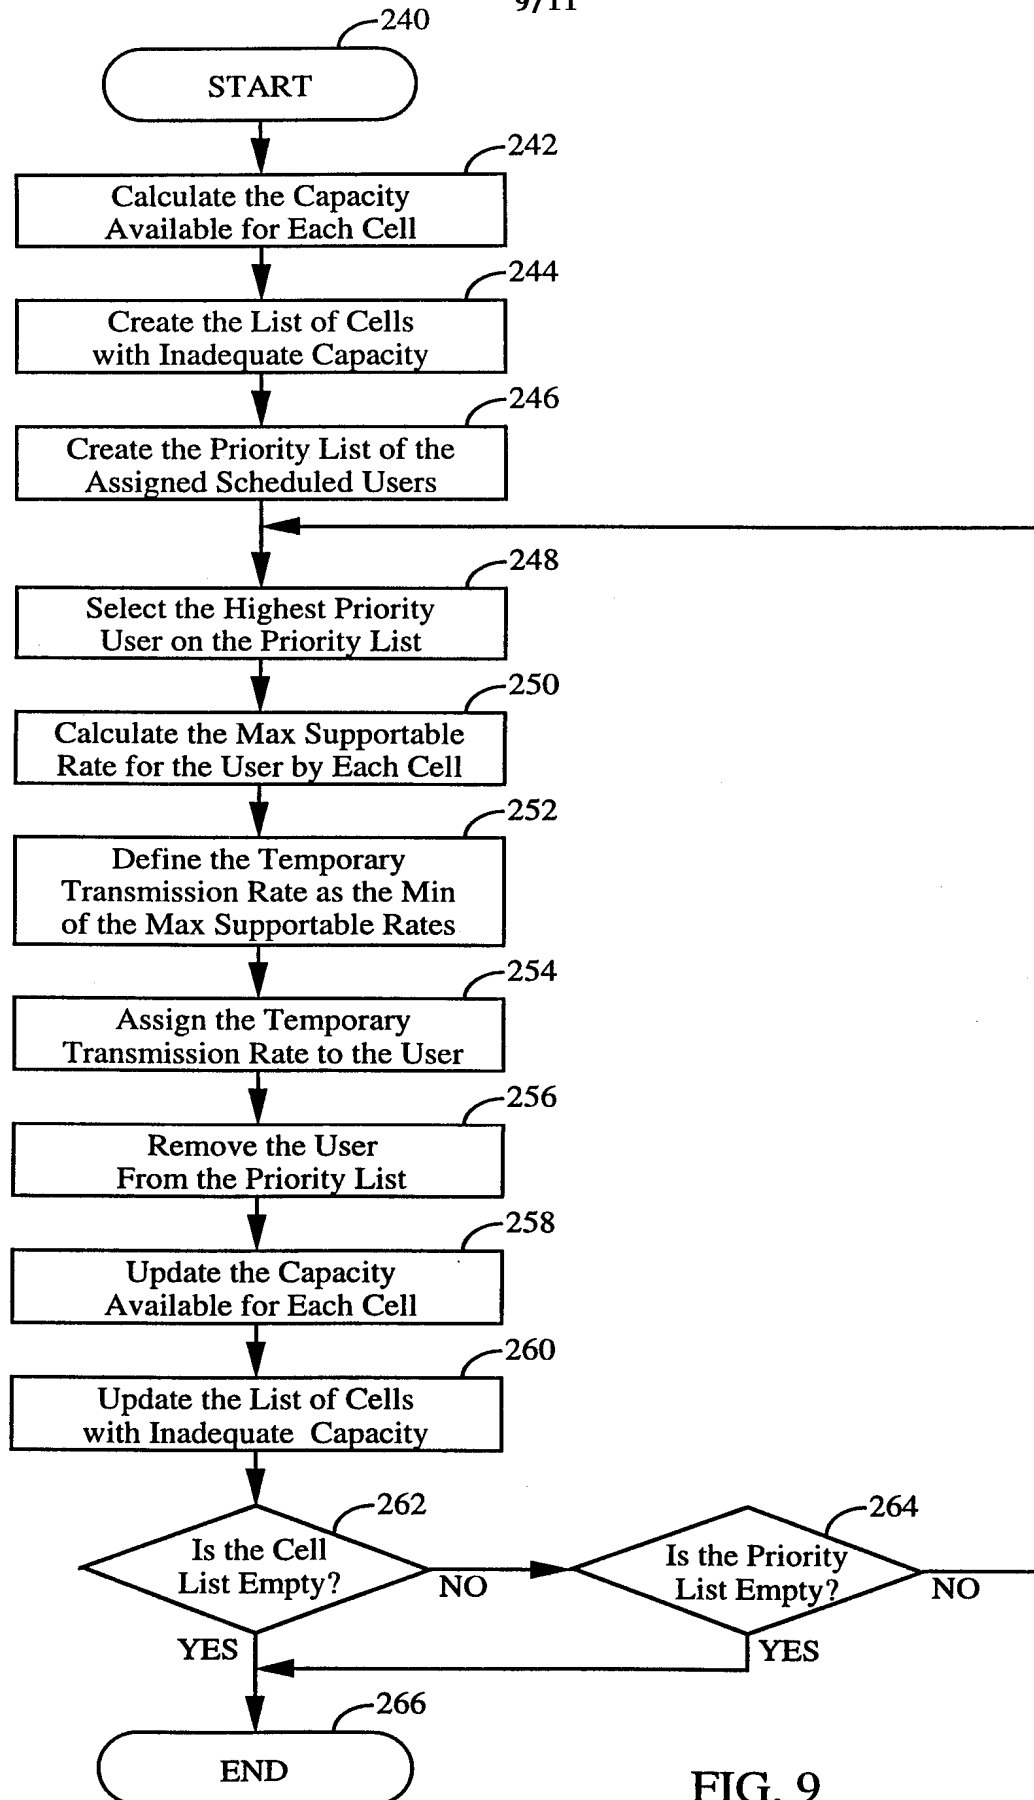 9/11
240
START
242
Calculate the Capacity
Available for Each Cell
244
Create the List of Cells
with Inadequate Capacity
246
Create the Priority List of the
Assigned Scheduled Users
248
Select the Highest Priority
User on the Priority List
250
Calculate the Max Supportable
Rate for the User by Each Cell
252
Define the Temporary
Transmission Rate as the Min
of the Max Supportable Rates
254
Assign the Temporary
Transmission Rate to the User
256
Remove the User
From the Priority List
258
Update the Capacity
Available for Each Cell
260
Update the List of Cells
with Inadequate Capacity
262
Is the Cell
List Empty?
NO
264
Is the Priority
List Empty?
NO
YES
YES
266
END
FIG. 9